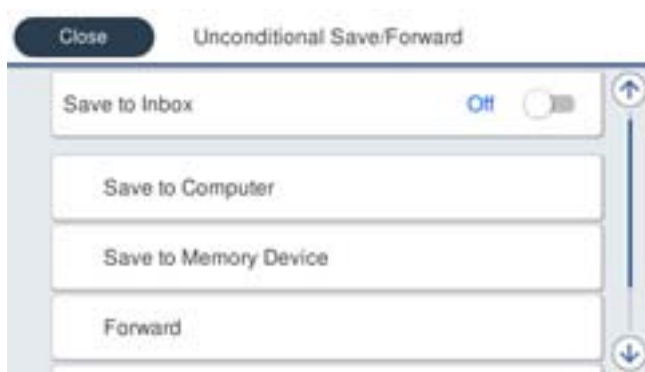 Close
Unconditional Save/Forward
Save to Inbox
Off
Save to Computer
Save to Memory Device
Forward